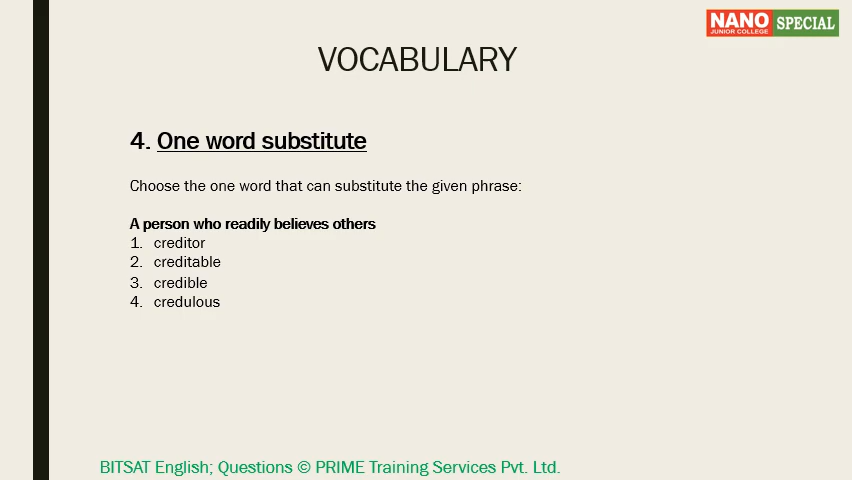 NANO
JUNIOR COLLEGE
SPECIAL
VOCABULARY
4. One word substitute
Choose the one word that can substitute the given phrase:
A person who readily believes others
1. creditor
2. creditable
3. credible
4. credulous
BITSAT English; Questions © PRIME Training Services Pvt. Ltd.